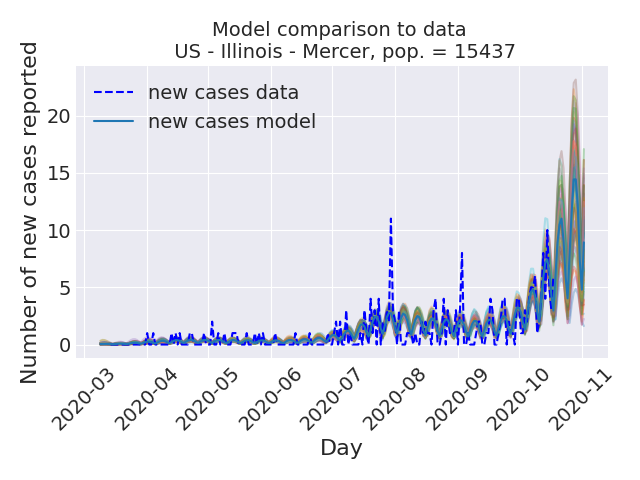 Model comparison to data
US - Illinois - Mercer, pop. = 15437
Number of new cases reported
new cases data
new cases model
20
15
10
5
0
2020-03
2020-04
2020-05
2020-06
2020-07
2020-08
2020-09
2020-10
2020-11
Day